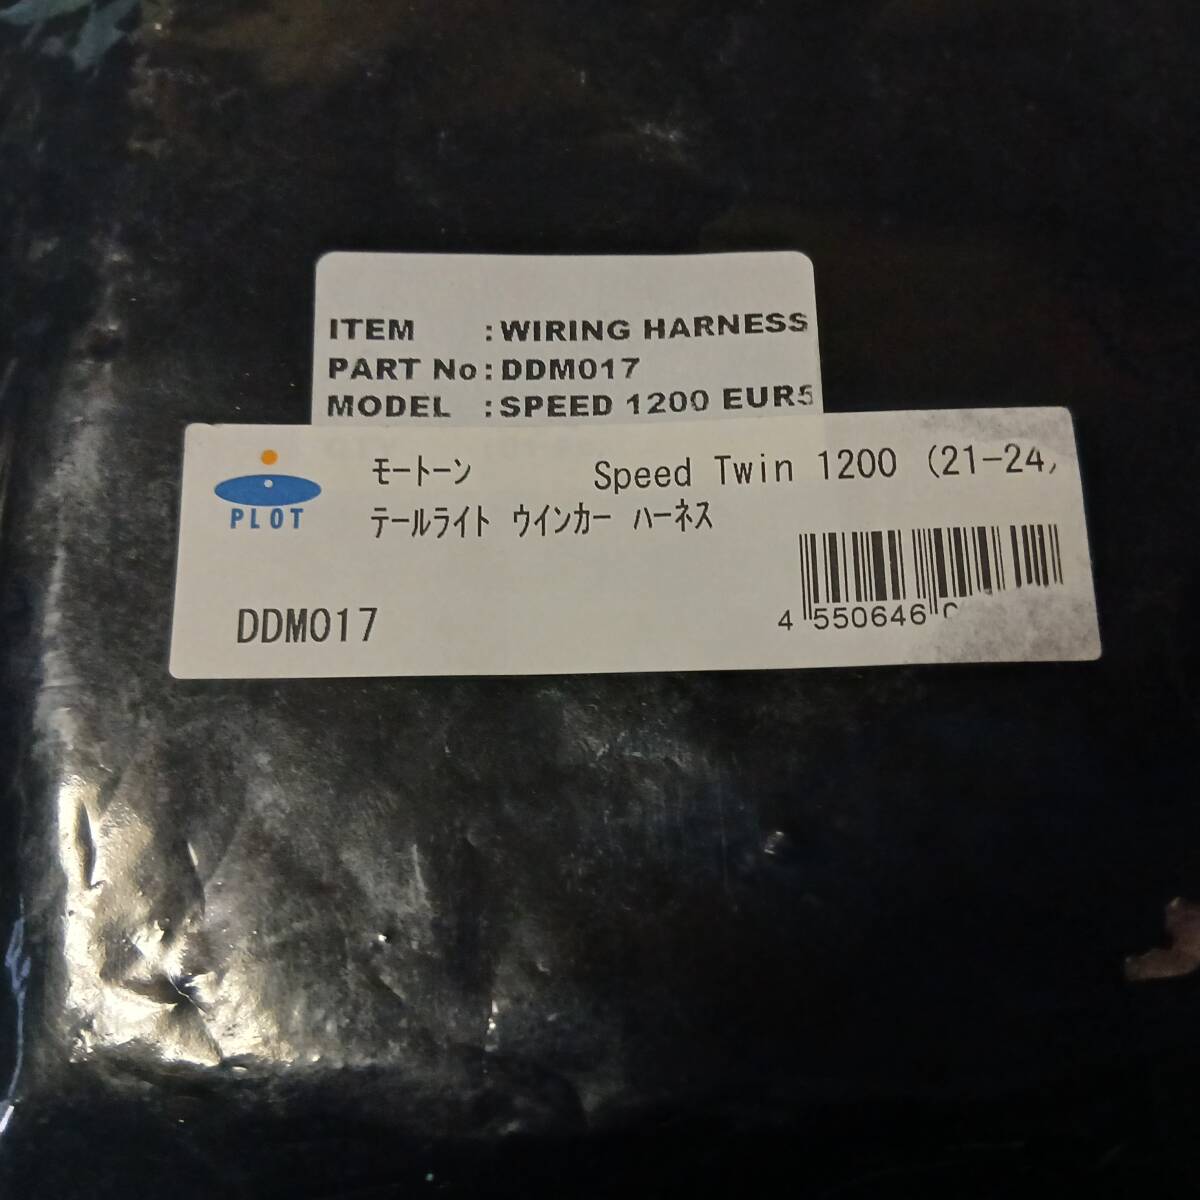 ITEM : WIRING HARNESS
PART No : DDM017
MODEL : SPEED 1200 EUR5
PLOT
モートーン Speed Twin 1200 (21-24,
テールライト ウインカー ハーネス
DDM017
4 550646